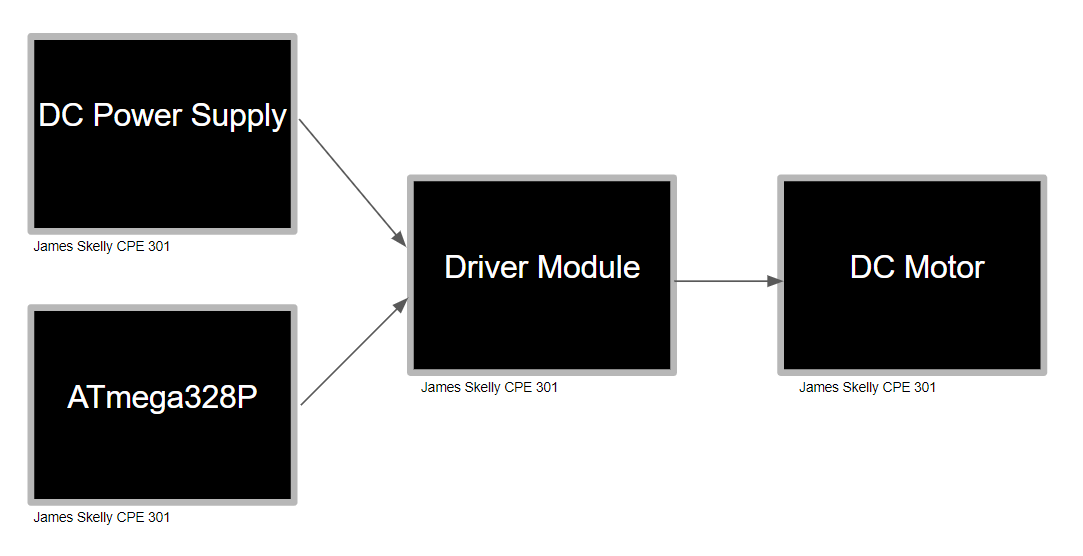 DC Power Supply
James Skelly CPE 301
ATmega328P
James Skelly CPE 301
Driver Module
James Skelly CPE 301
DC Motor
James Skelly CPE 301